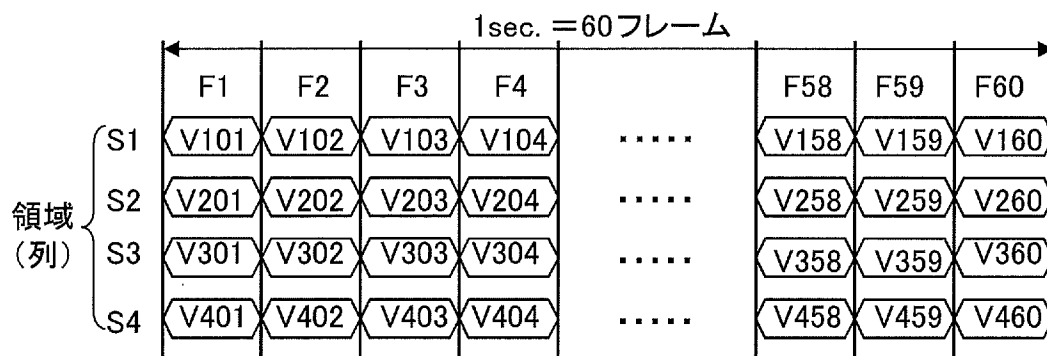 1sec.＝60フレーム
F1 F2 F3 F4 F58 F59 F60
S1 V101 V102 V103 V104 ・・・・・ V158 V159 V160
S2 V201 V202 V203 V204 ・・・・・ V258 V259 V260
領域
(列)
S3 V301 V302 V303 V304 ・・・・・ V358 V359 V360
S4 V401 V402 V403 V404 ・・・・・ V458 V459 V460